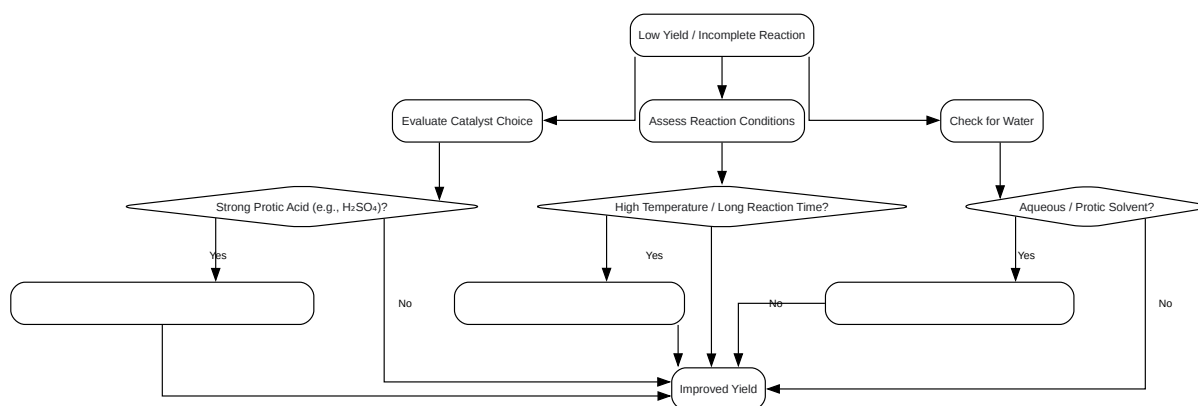 Low Yield / Incomplete Reaction
Evaluate Catalyst Choice
Assess Reaction Conditions
Check for Water
Strong Protic Acid (e.g., H₂SO₄)?
High Temperature / Long Reaction Time?
Aqueous / Protic Solvent?
Yes
Yes
Yes
No
No
No
Improved Yield